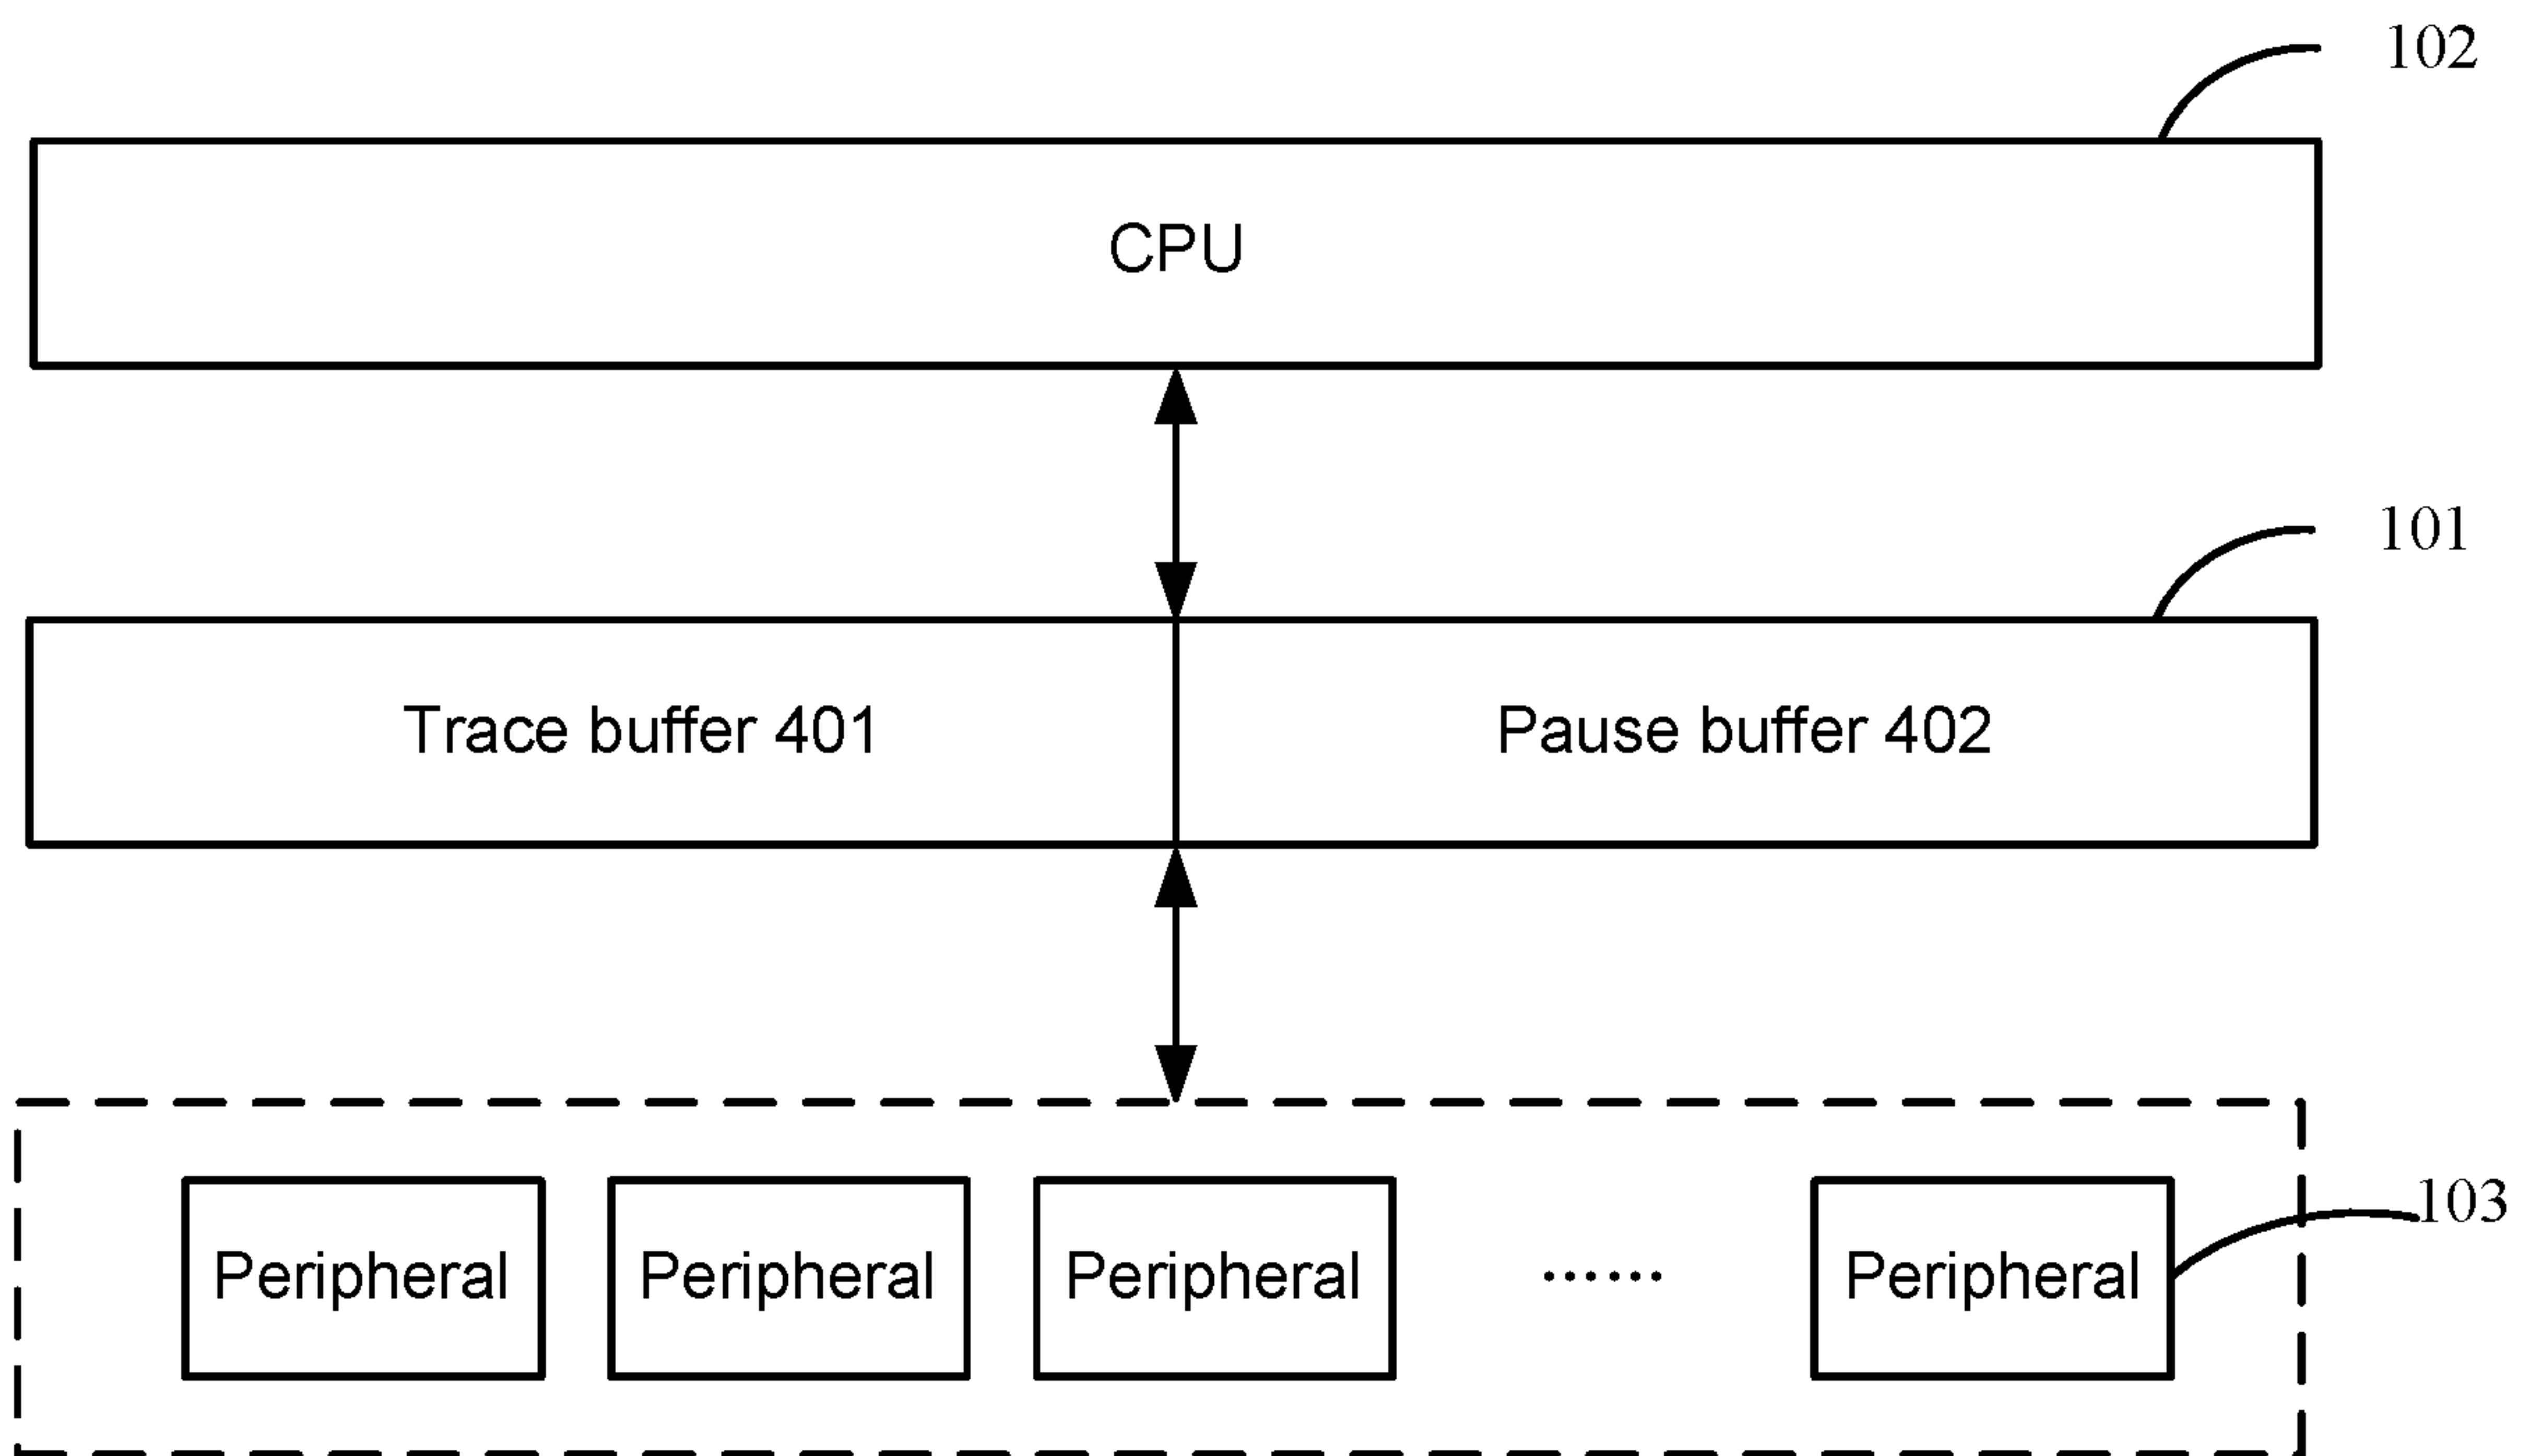 102
CPU
101
Trace buffer 401
Pause buffer 402
Peripheral
Peripheral
Peripheral
......
Peripheral
103